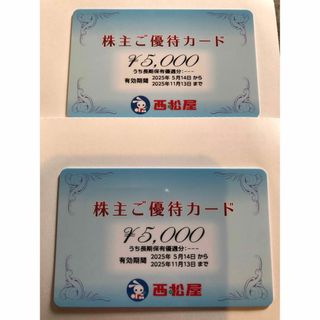 株主ご優待カード
¥5,000
うち長期保有優遇分:---
有効期間 2025年 5月14日 から
2025年11月13日 まで
西松屋
株主ご優待カード
¥5,000
うち長期保有優遇分:---
有効期間 2025年 5月14日 から
2025年11月13日 まで
西松屋